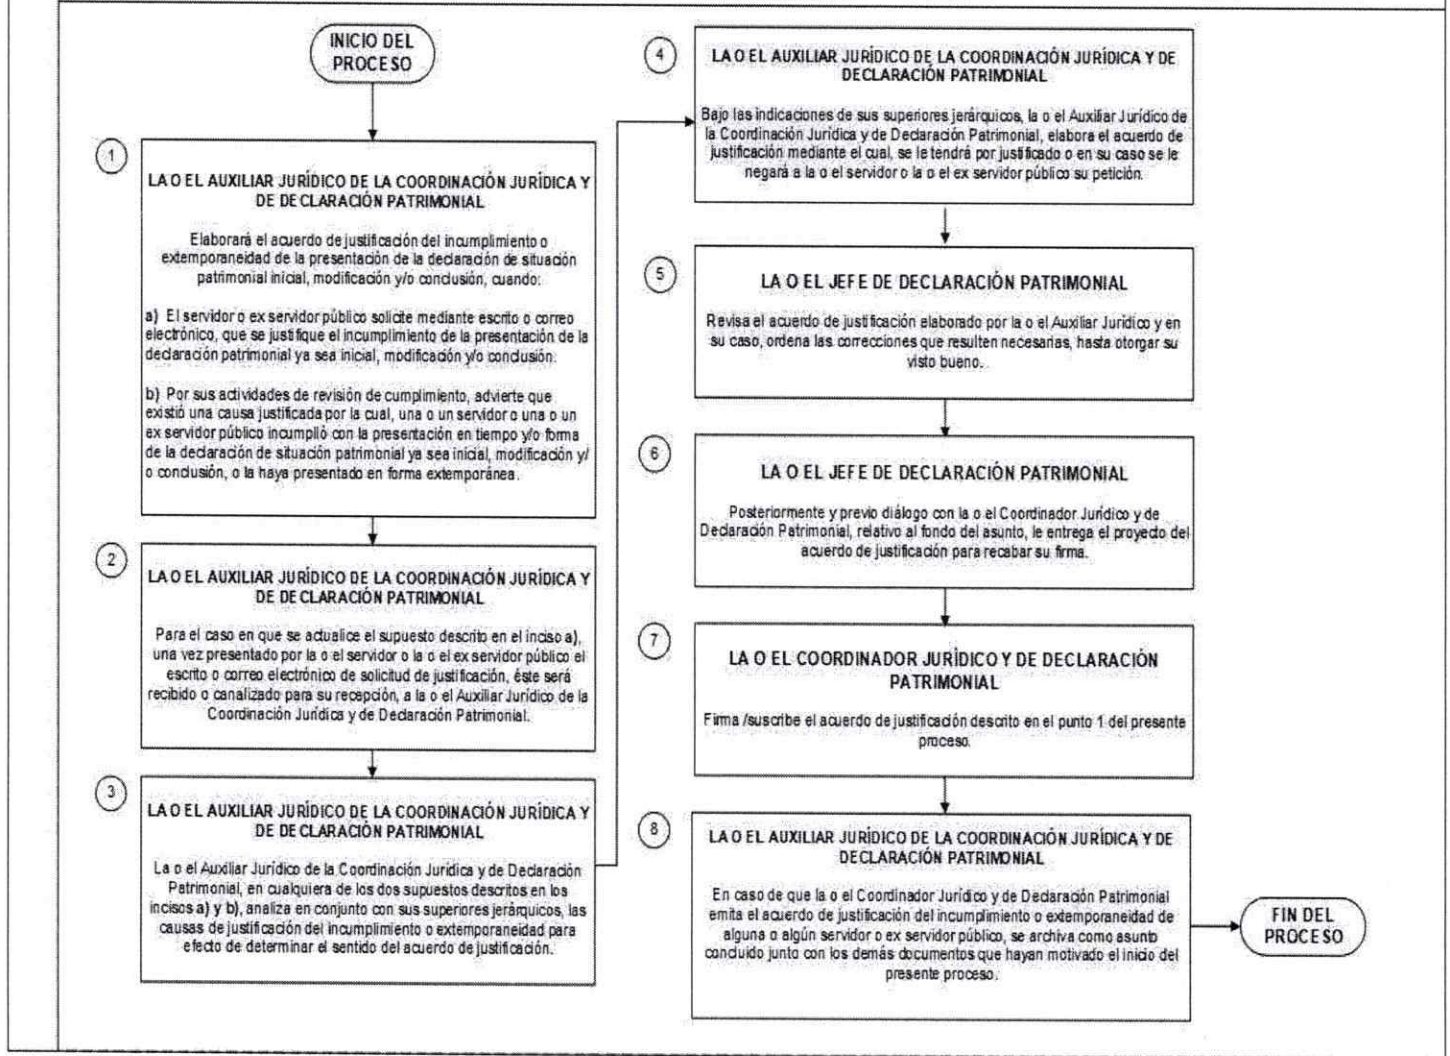 INICIO DEL
PROCESO
1
LA O EL AUXILIAR JURÍDICO DE LA COORDINACIÓN JURÍDICA Y
DE DECLARACIÓN PATRIMONIAL
Elaborará el acuerdo de justificación del incumplimiento o
extemporaneidad de la presentación de la declaración de situación
patrimonial inicial, modificación y/o conclusión, cuando:
a) El servidor o ex servidor público solicite mediante escrito o correo
electrónico, que se justifique el incumplimiento de la presentación de la
declaración patrimonial ya sea inicial, modificación y/o conclusión.
b) Por sus actividades de revisión de cumplimiento, advierte que
existió una causa justificada por la cual, una o un servidor o una o un
ex servidor público incumplió con la presentación en tiempo y/o forma
de la declaración de situación patrimonial ya sea inicial, modificación y/
o conclusión, o la haya presentado en forma extemporánea.
2
LA O EL AUXILIAR JURÍDICO DE LA COORDINACIÓN JURÍDICA Y
DE DECLARACIÓN PATRIMONIAL
Para el caso en que se actualice el supuesto descrito en el inciso a),
una vez presentado por la o el servidor o la o el ex servidor público el
escrito o correo electrónico de solicitud de justificación, éste será
recibido o canalizado para su recepción, a la o el Auxiliar Jurídico de la
Coordinación Jurídica y de Declaración Patrimonial.
3
LA O EL AUXILIAR JURÍDICO DE LA COORDINACIÓN JURÍDICA Y
DE DECLARACIÓN PATRIMONIAL
La o el Auxiliar Jurídico de la Coordinación Jurídica y de Declaración
Patrimonial, en cualquiera de los dos supuestos descritos en los
incisos a) y b), analiza en conjunto con sus superiores jerárquicos, las
causas de justificación del incumplimiento o extemporaneidad para
efecto de determinar el sentido del acuerdo de justificación.
4
LA O EL AUXILIAR JURÍDICO DE LA COORDINACIÓN JURÍDICA Y DE
DECLARACIÓN PATRIMONIAL
Bajo las indicaciones de sus superiores jerárquicos, la o el Auxiliar Jurídico de
la Coordinación Jurídica y de Declaración Patrimonial, elabora el acuerdo de
justificación mediante el cual, se le tendrá por justificado o en su caso se le
negará a la o el servidor o la o el ex servidor público su petición.
5
LA O EL JEFE DE DECLARACIÓN PATRIMONIAL
Revisa el acuerdo de justificación elaborado por la o el Auxiliar Jurídico y en
su caso, ordena las correcciones que resulten necesarias, hasta otorgar su
visto bueno.
6
LA O EL JEFE DE DECLARACIÓN PATRIMONIAL
Posteriormente y previo diálogo con la o el Coordinador Jurídico y de
Declaración Patrimonial, relativo al fondo del asunto, le entrega el proyecto del
acuerdo de justificación para recabar su firma.
7
LA O EL COORDINADOR JURÍDICO Y DE DECLARACIÓN
PATRIMONIAL
Firma /suscribe el acuerdo de justificación descrito en el punto 1 del presente
proceso.
8
LA O EL AUXILIAR JURÍDICO DE LA COORDINACIÓN JURÍDICA Y DE
DECLARACIÓN PATRIMONIAL
En caso de que la o el Coordinador Jurídico y de Declaración Patrimonial
emita el acuerdo de justificación del incumplimiento o extemporaneidad de
alguna o algún servidor o ex servidor público, se archiva como asunto
concluido junto con los demás documentos que hayan motivado el inicio del
presente proceso.
FIN DEL
PROCESO